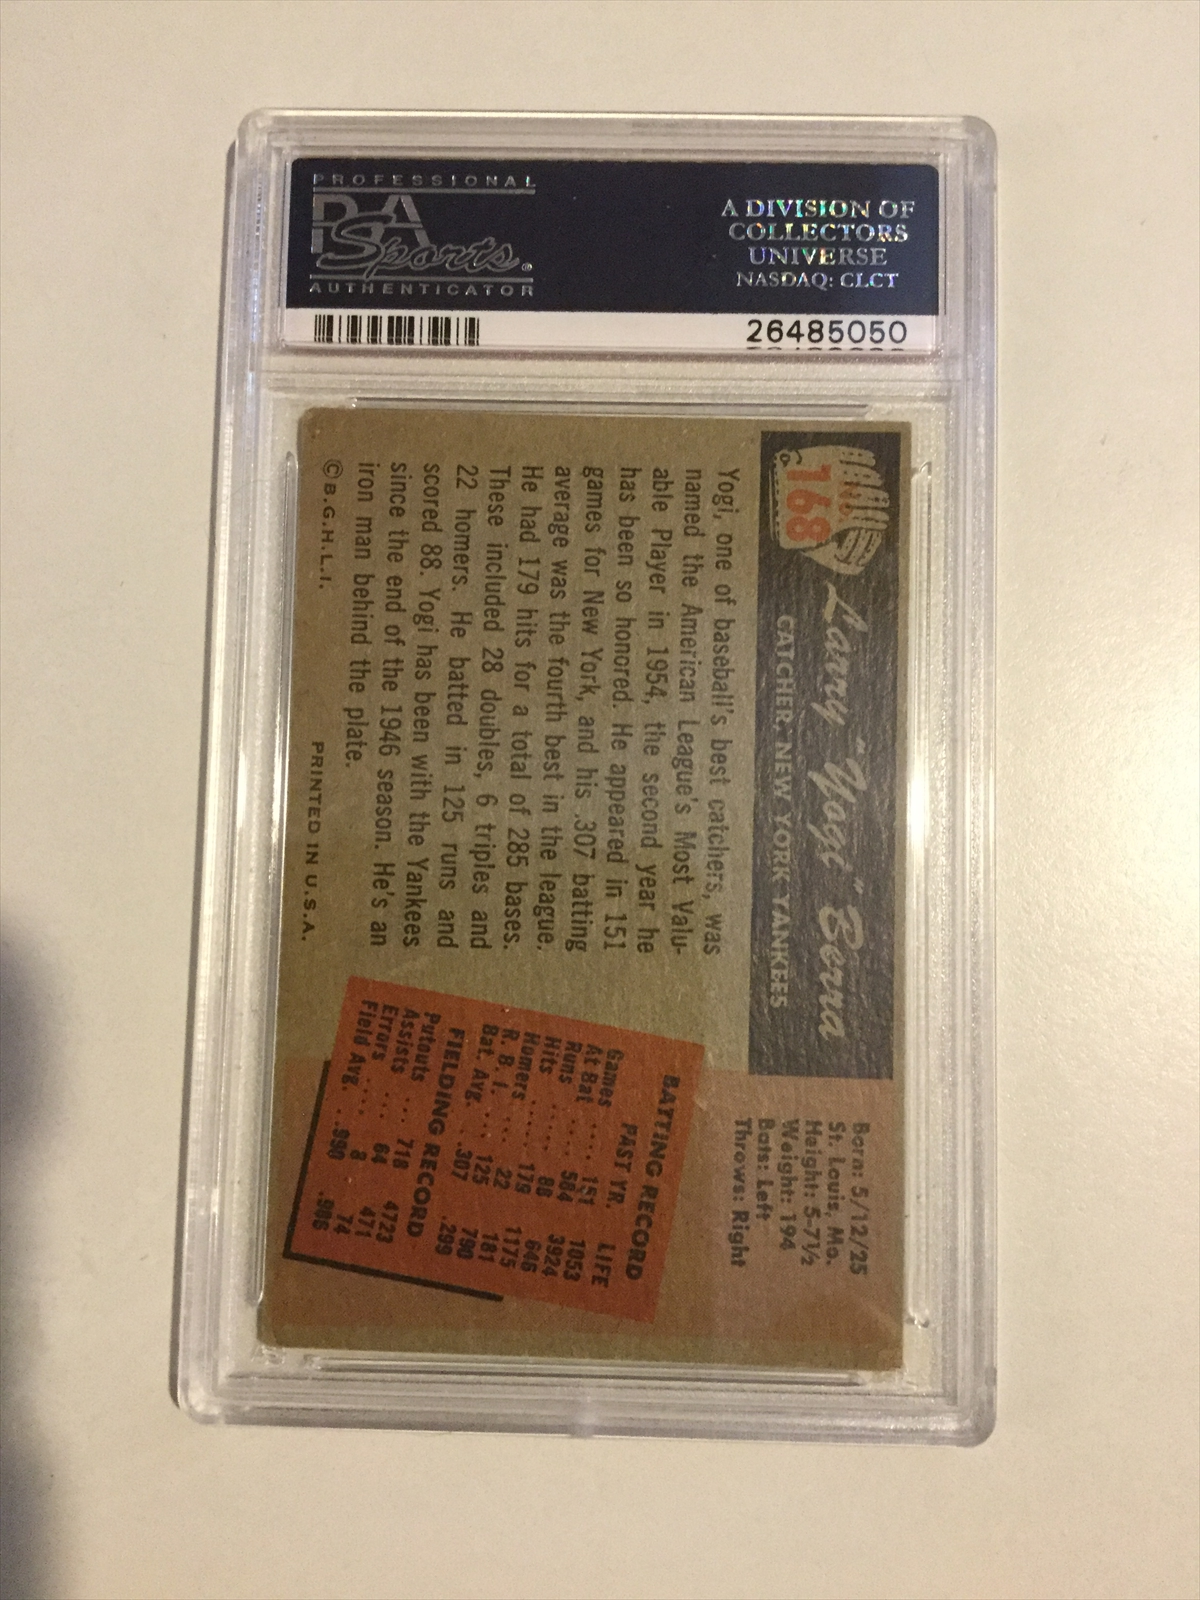 PROFESSIONAL
PSA
Sports®
AUTHENTICATOR
A DIVISION OF
COLLECTORS
UNIVERSE
NASDAQ: CLCT
26485050
168
Larry "Yogi" Berra
CATCHER, NEW YORK YANKEES
Born: 5/12/25
St. Louis, Mo.
Height: 5-7½
Weight: 194
Bats: Left
Throws: Right
Yogi, one of baseball's best catchers, was
named the American League's Most Valu-
able Player in 1954, the second year he
has been so honored. He appeared in 151
games for New York, and his .307 batting
average was the fourth best in the league.
He had 179 hits for a total of 285 bases.
These included 28 doubles, 6 triples and
22 homers. He batted in 125 runs and
scored 88. Yogi has been with the Yankees
since the end of the 1946 season. He's an
iron man behind the plate.
© B.G.H.L.I.
PRINTED IN U.S.A.
BATTING RECORD
PAST YR. LIFE
Games .... 151 1053
At Bat .... 584 3924
Runs .... 88 646
Hits ..... 179 1175
Homers .... 22 181
R. B. I. ... 125 790
Bat. Avg. ... .307 .299
FIELDING RECORD
Putouts ... 718 4723
Assists ... 64 471
Errors .... 8 74
Field Avg. ... .990 .986